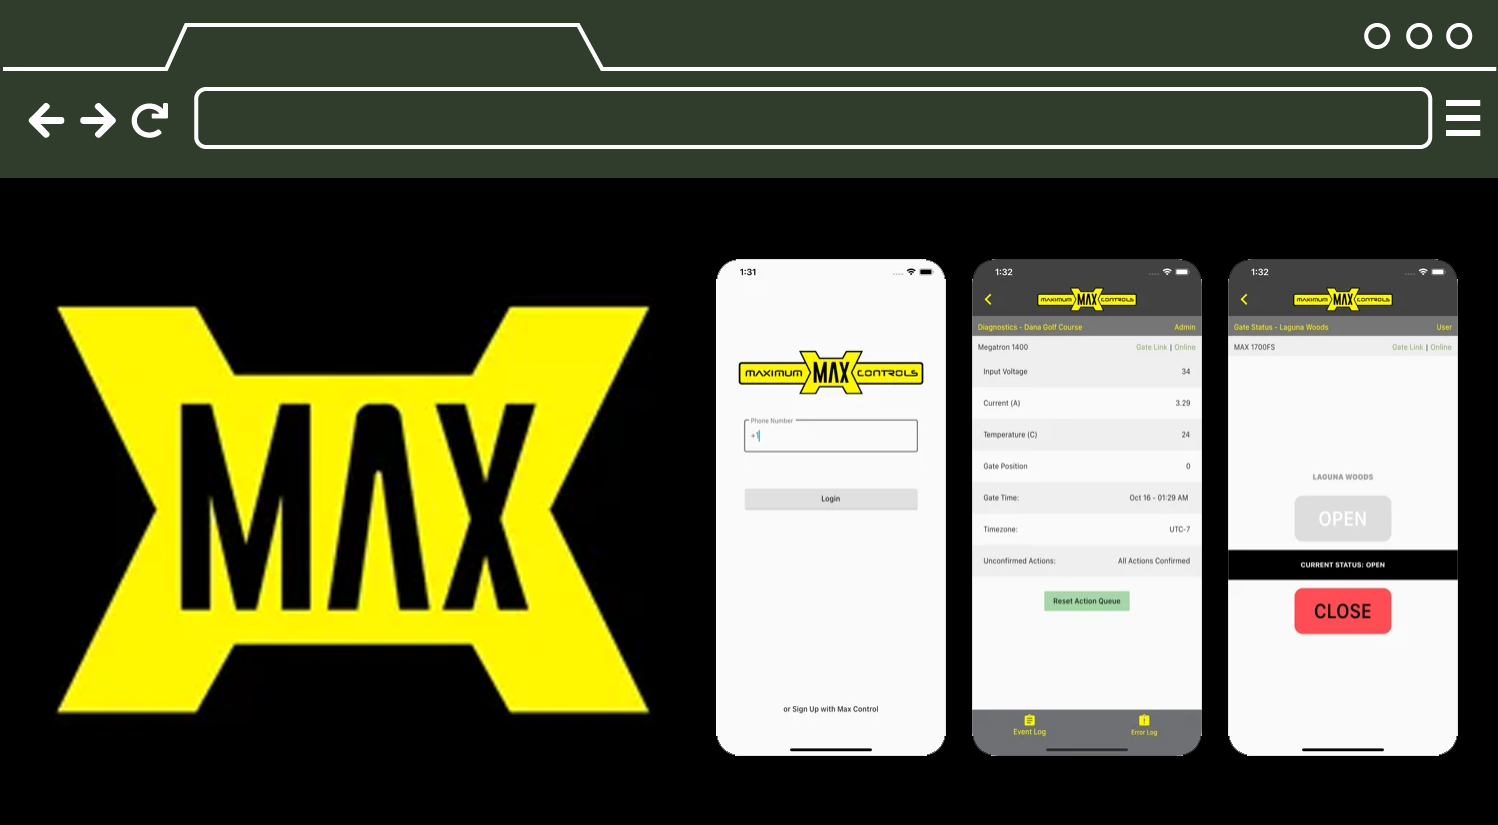 MAX
1:31
MAXIMUM MAX CONTROLS
Phone Number
+1
Login
or Sign Up with Max Control
1:32
MAXIMUM MAX CONTROLS
Diagnostics - Dana Golf Course Admin
Megatron 1400 Gate Link | Online
Input Voltage 34
Current (A) 3.29
Temperature (C) 24
Gate Position 0
Gate Time: Oct 16 - 01:29 AM
Timezone: UTC-7
Unconfirmed Actions: All Actions Confirmed
Reset Action Queue
Event Log Error Log
1:32
MAXIMUM MAX CONTROLS
Gate Status - Laguna Woods User
MAX 1700FS Gate Link | Online
LAGUNA WOODS
OPEN
CURRENT STATUS: OPEN
CLOSE